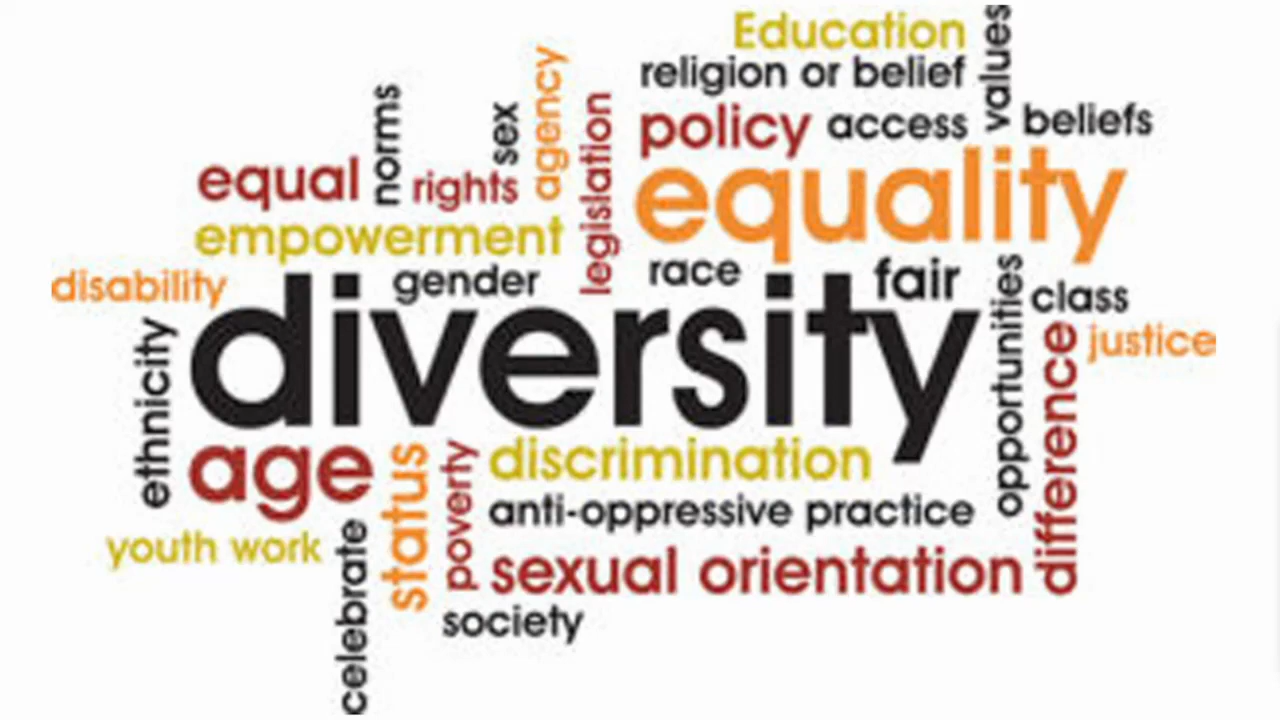 Education
values
religion or belief
norms
sex
agency
legislation
policy
access
beliefs
equal
rights
equality
empowerment
disability
gender
race
fair
opportunities
class
diversity
ethnicity
justice
difference
age
status
poverty
discrimination
anti-oppressive practice
youth work
celebrate
sexual orientation
society